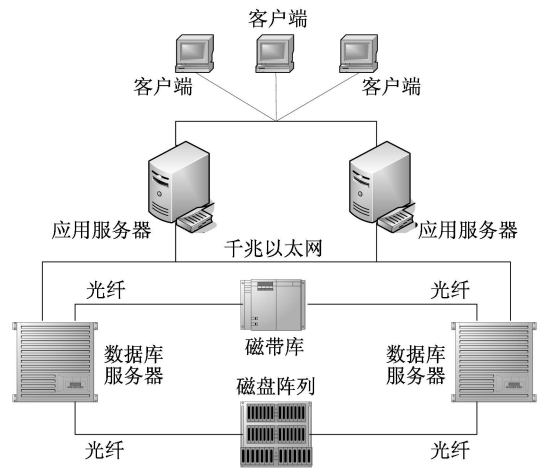 客户端
客户端
客户端
应用服务器
应用服务器
千兆以太网
光纤
光纤
磁带库
数据库
服务器
数据库
服务器
磁盘阵列
光纤
光纤